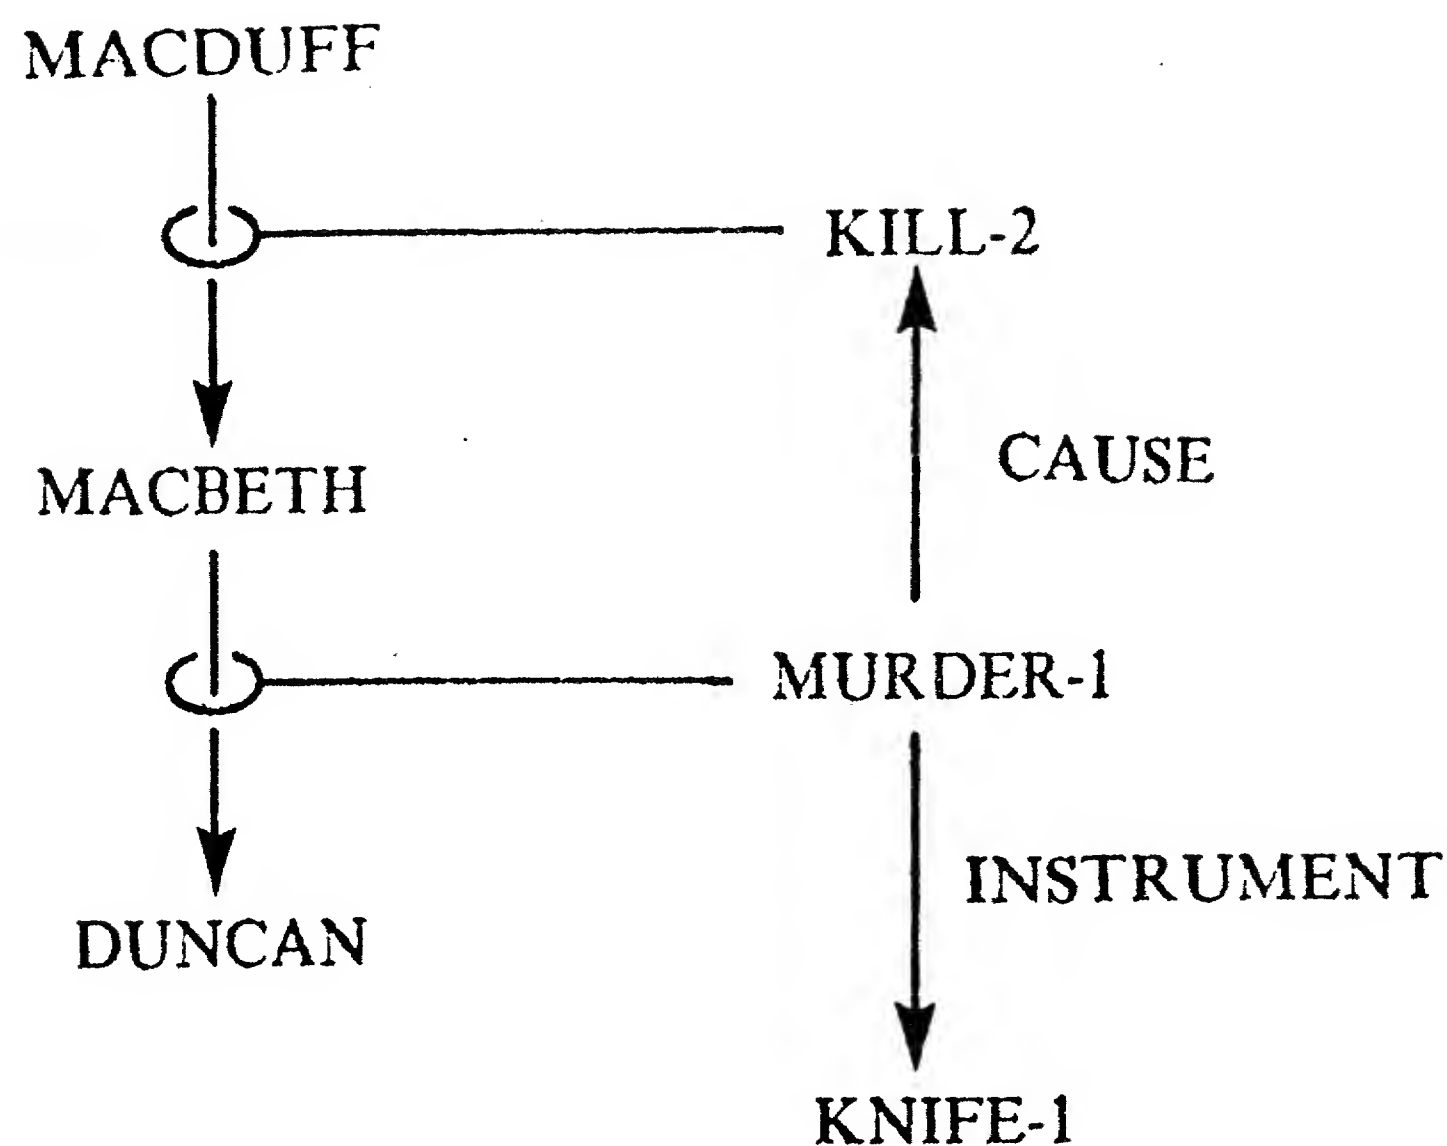 MACDUFF
KILL-2
CAUSE
MACBETH
MURDER-1
INSTRUMENT
DUNCAN
KNIFE-1